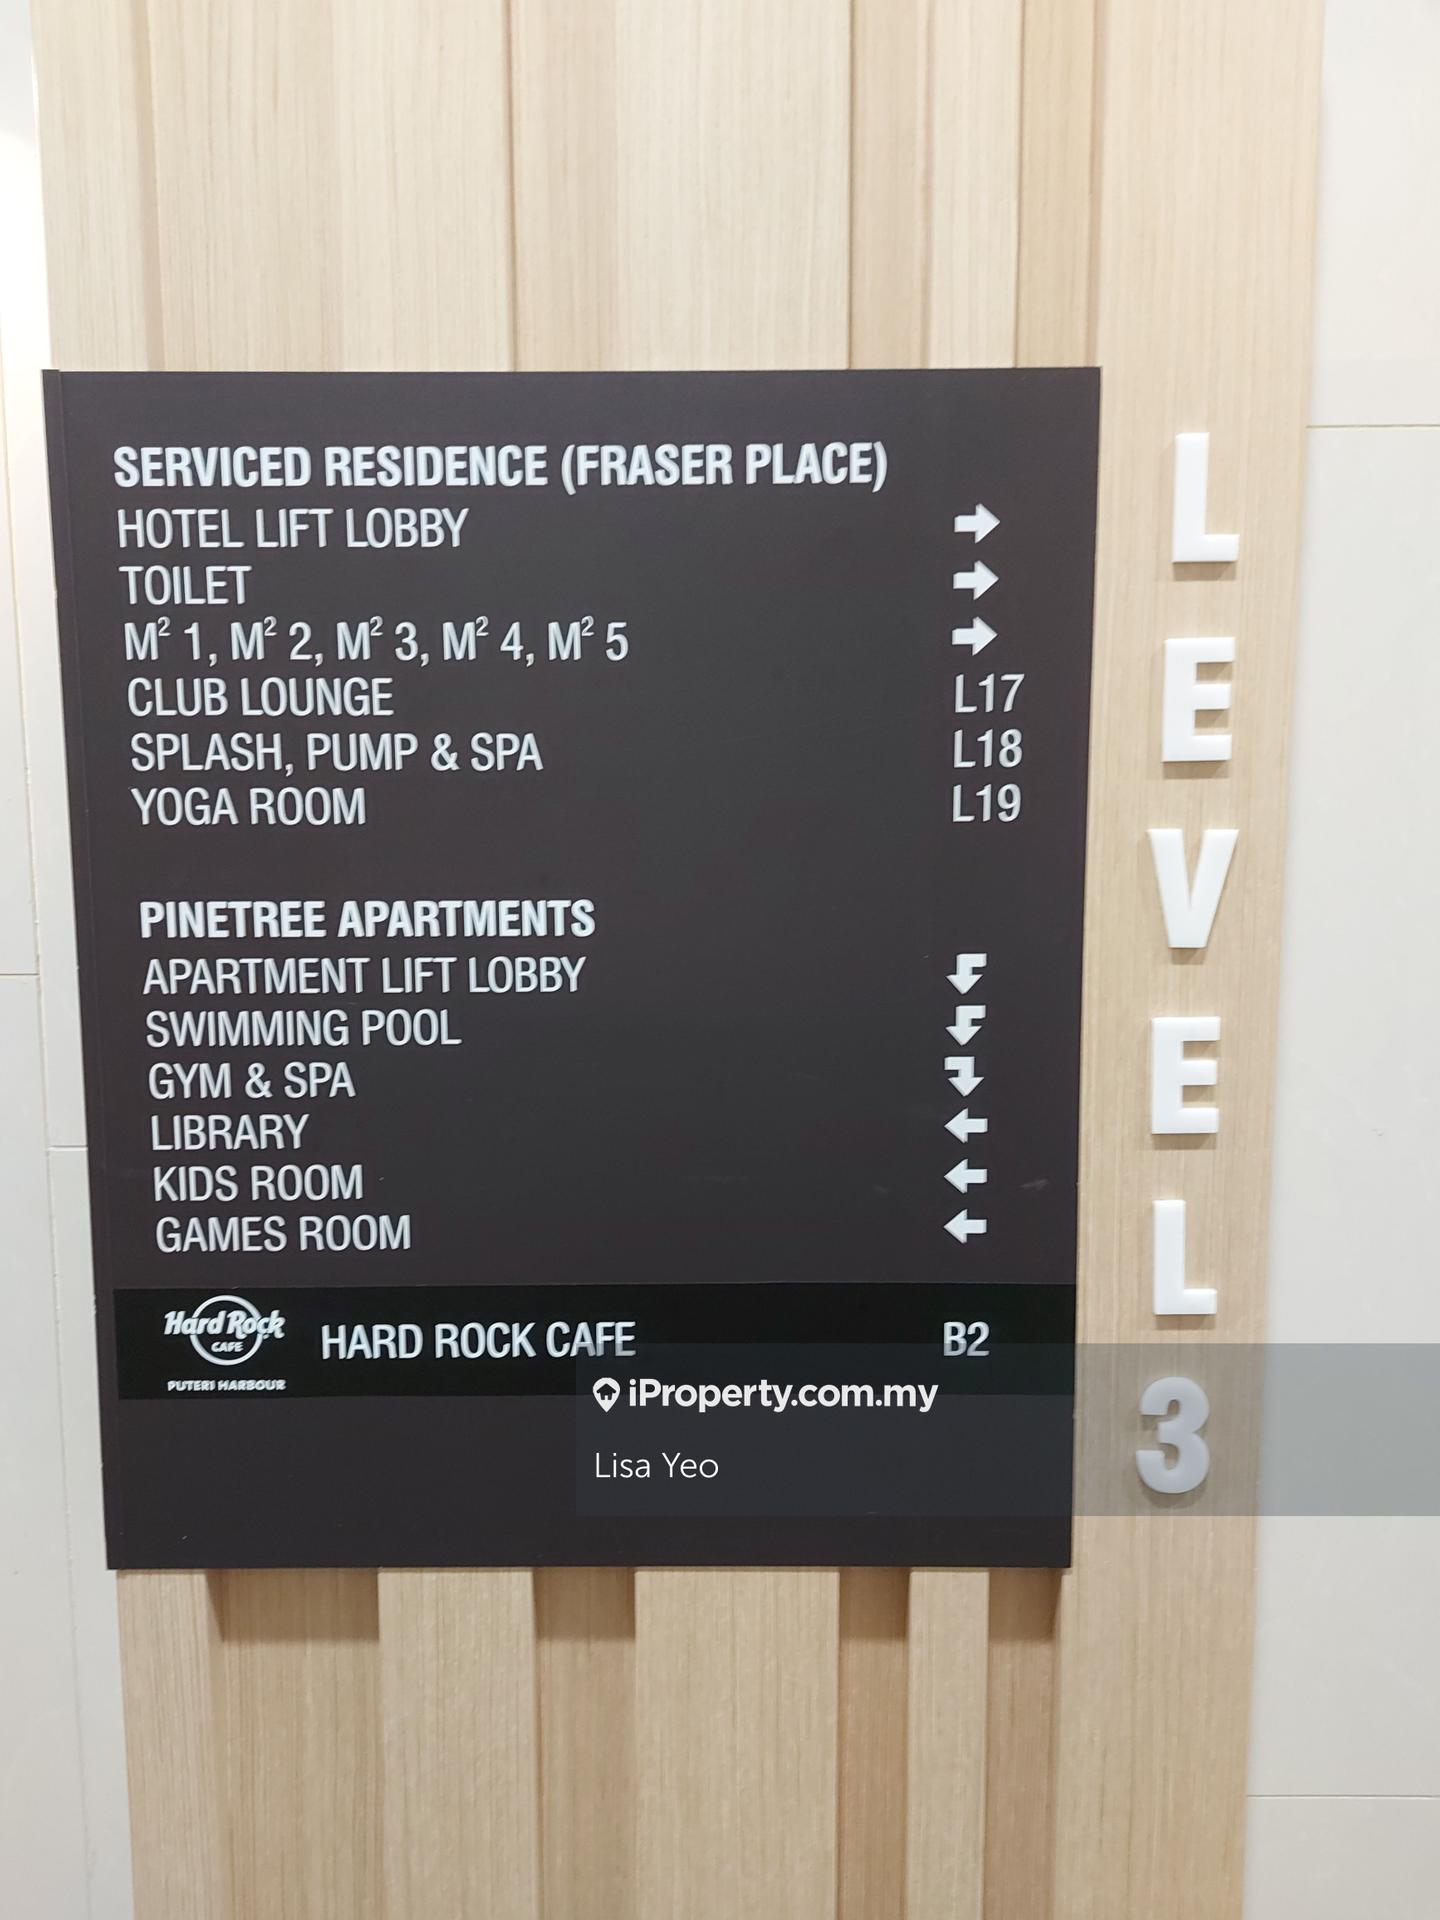 SERVICED RESIDENCE (FRASER PLACE)
HOTEL LIFT LOBBY
TOILET
M² 1, M² 2, M² 3, M² 4, M² 5
CLUB LOUNGE L17
SPLASH, PUMP & SPA L18
YOGA ROOM L19
PINETREE APARTMENTS
APARTMENT LIFT LOBBY
SWIMMING POOL
GYM & SPA
LIBRARY
KIDS ROOM
GAMES ROOM
Hard Rock
CAFE
PUTERI HARBOUR
HARD ROCK CAFE B2
LEVEL 3
iProperty.com.my
Lisa Yeo